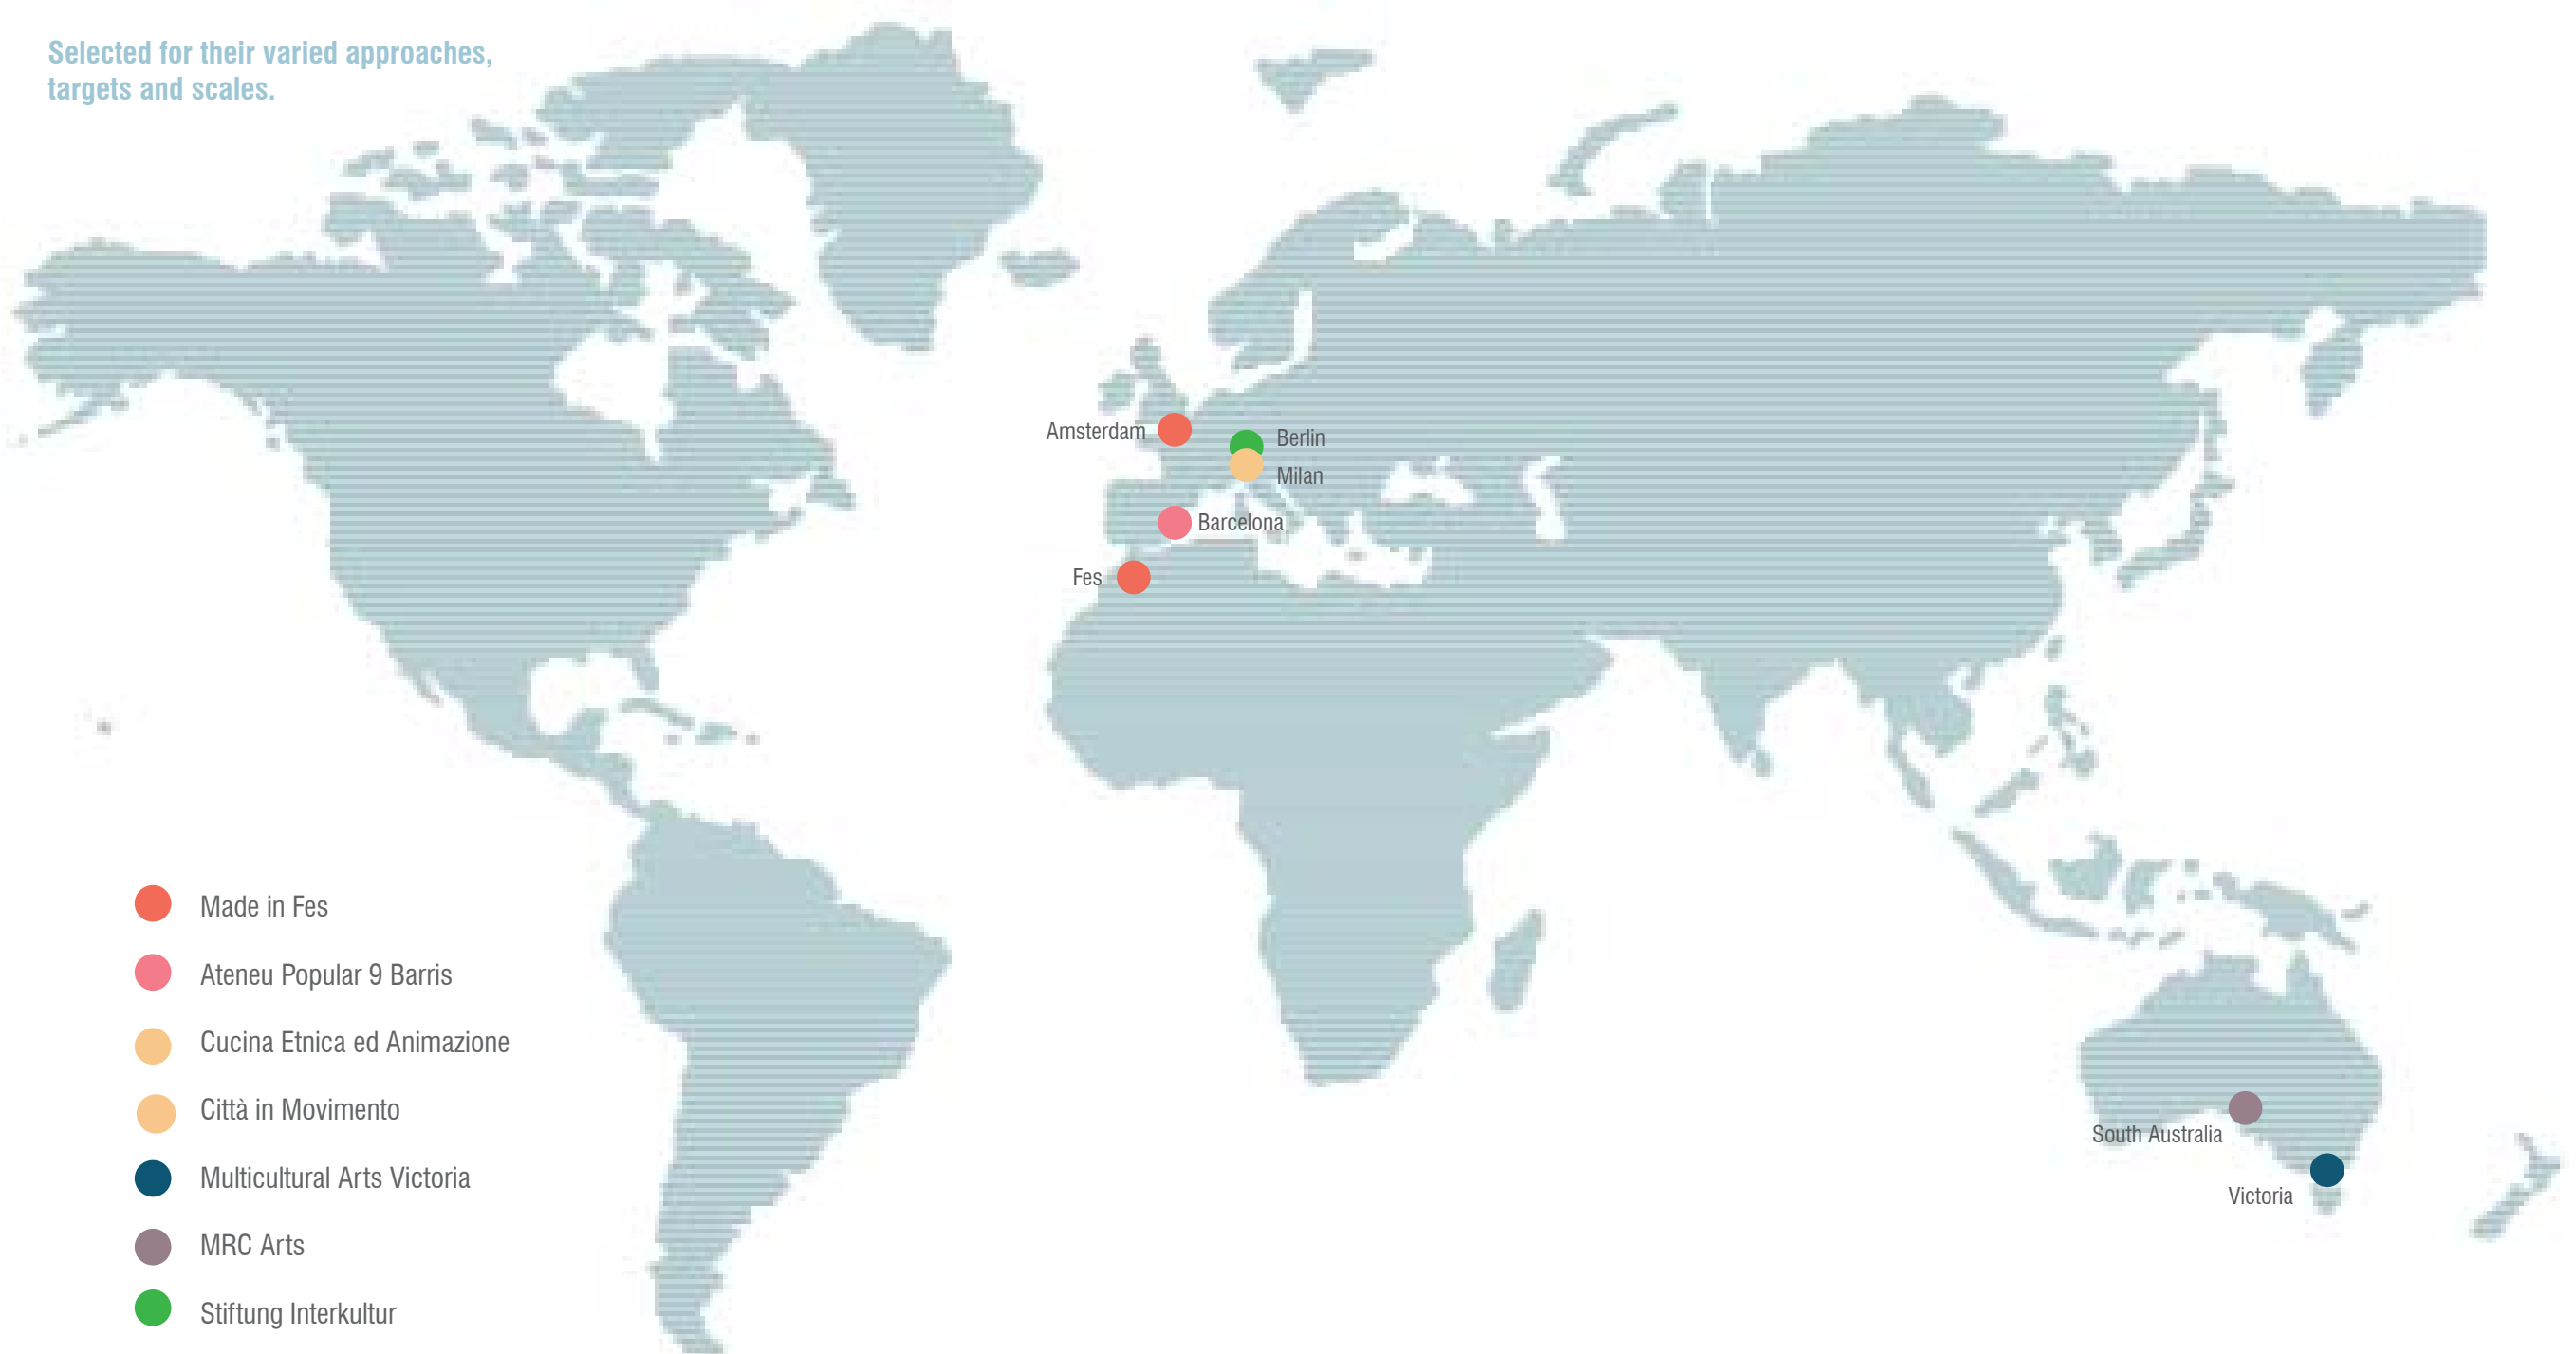 Selected for their varied approaches,
targets and scales.
Amsterdam
Berlin
Milan
Barcelona
Fes
Made in Fes
Ateneu Popular 9 Barris
Cucina Etnica ed Animazione
Città in Movimento
Multicultural Arts Victoria
MRC Arts
Stiftung Interkultur
South Australia
Victoria